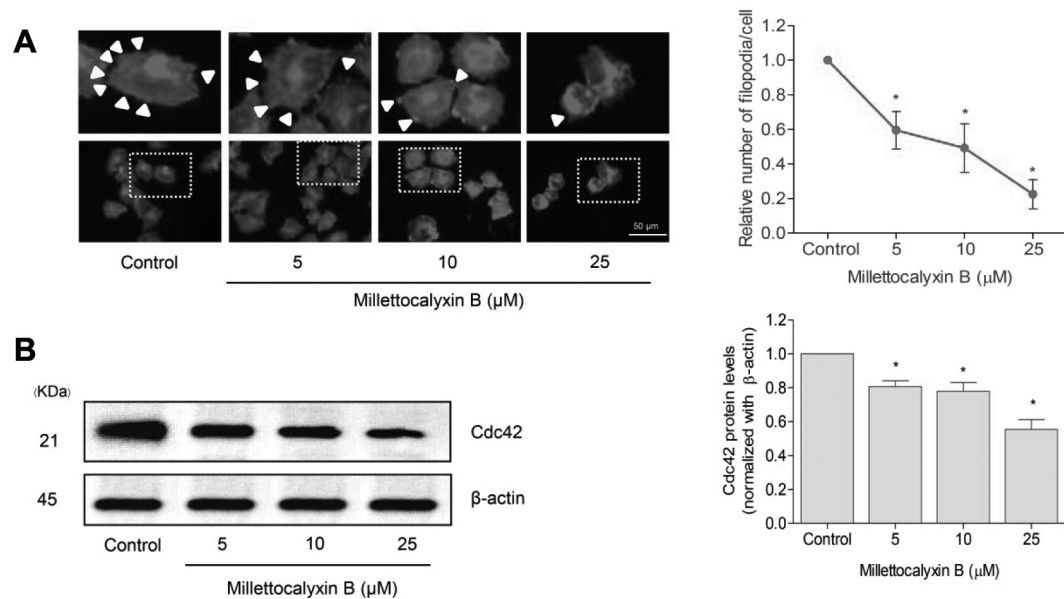 A
50 µm
Control 5 10 25
Millettocalyxin B (µM)
Relative number of filopodia/cell
1.0
0.8
0.6
0.4
0.2
0.0
* * *
Control 5 10 25
Millettocalyxin B (µM)
B
(KDa)
21 Cdc42
45 β-actin
Control 5 10 25
Millettocalyxin B (µM)
Cdc42 protein levels
(normalized with β-actin)
1.2
1.0
0.8
0.6
0.4
0.2
0.0
* * *
Control 5 10 25
Millettocalyxin B (µM)